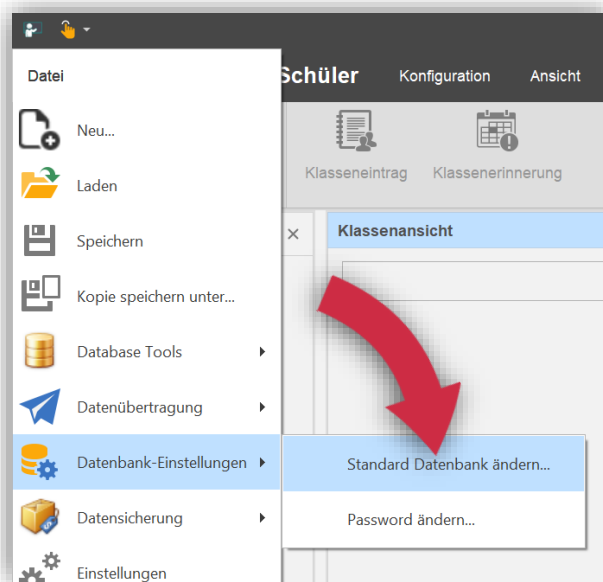 Datei
Schüler Konfiguration Ansicht
Neu...
Laden
Speichern
Kopie speichern unter...
Database Tools
Datenübertragung
Datenbank-Einstellungen
Datensicherung
Einstellungen
Klasseneintrag Klassenerinnerung
Klassenansicht
Standard Datenbank ändern...
Password ändern...